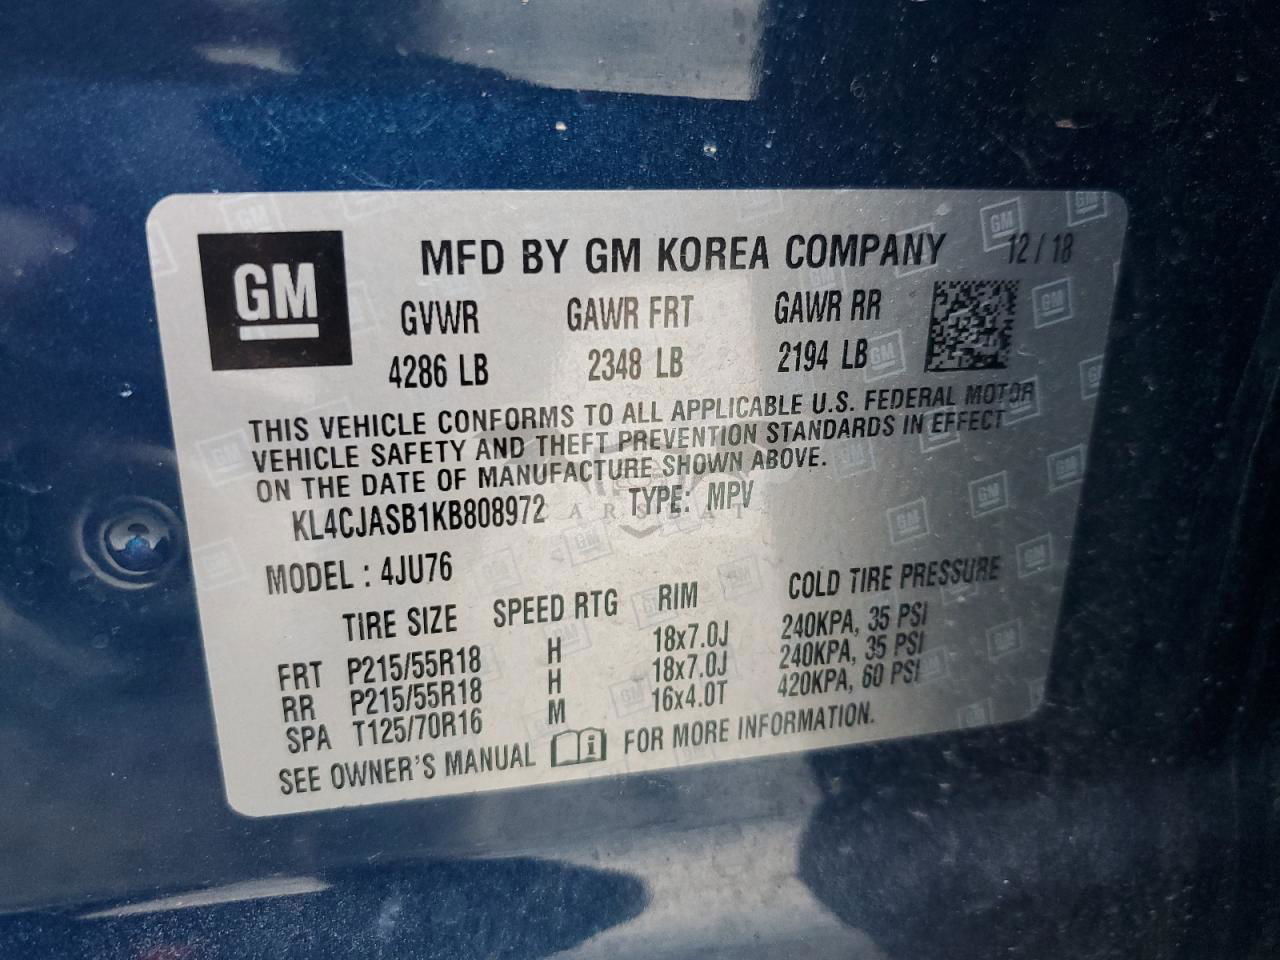 GM
MFD BY GM KOREA COMPANY 12/18
GVWR GAWR FRT GAWR RR
4286 LB 2348 LB 2194 LB
THIS VEHICLE CONFORMS TO ALL APPLICABLE U.S. FEDERAL MOTOR
VEHICLE SAFETY AND THEFT PREVENTION STANDARDS IN EFFECT
ON THE DATE OF MANUFACTURE SHOWN ABOVE.
KL4CJASB1KB808972 TYPE: MPV
MODEL : 4JU76
TIRE SIZE SPEED RTG RIM COLD TIRE PRESSURE
FRT P215/55R18 H 18x7.0J 240KPA, 35 PSI
RR P215/55R18 H 18x7.0J 240KPA, 35 PSI
SPA T125/70R16 M 16x4.0T 420KPA, 60 PSI
SEE OWNER'S MANUAL FOR MORE INFORMATION.